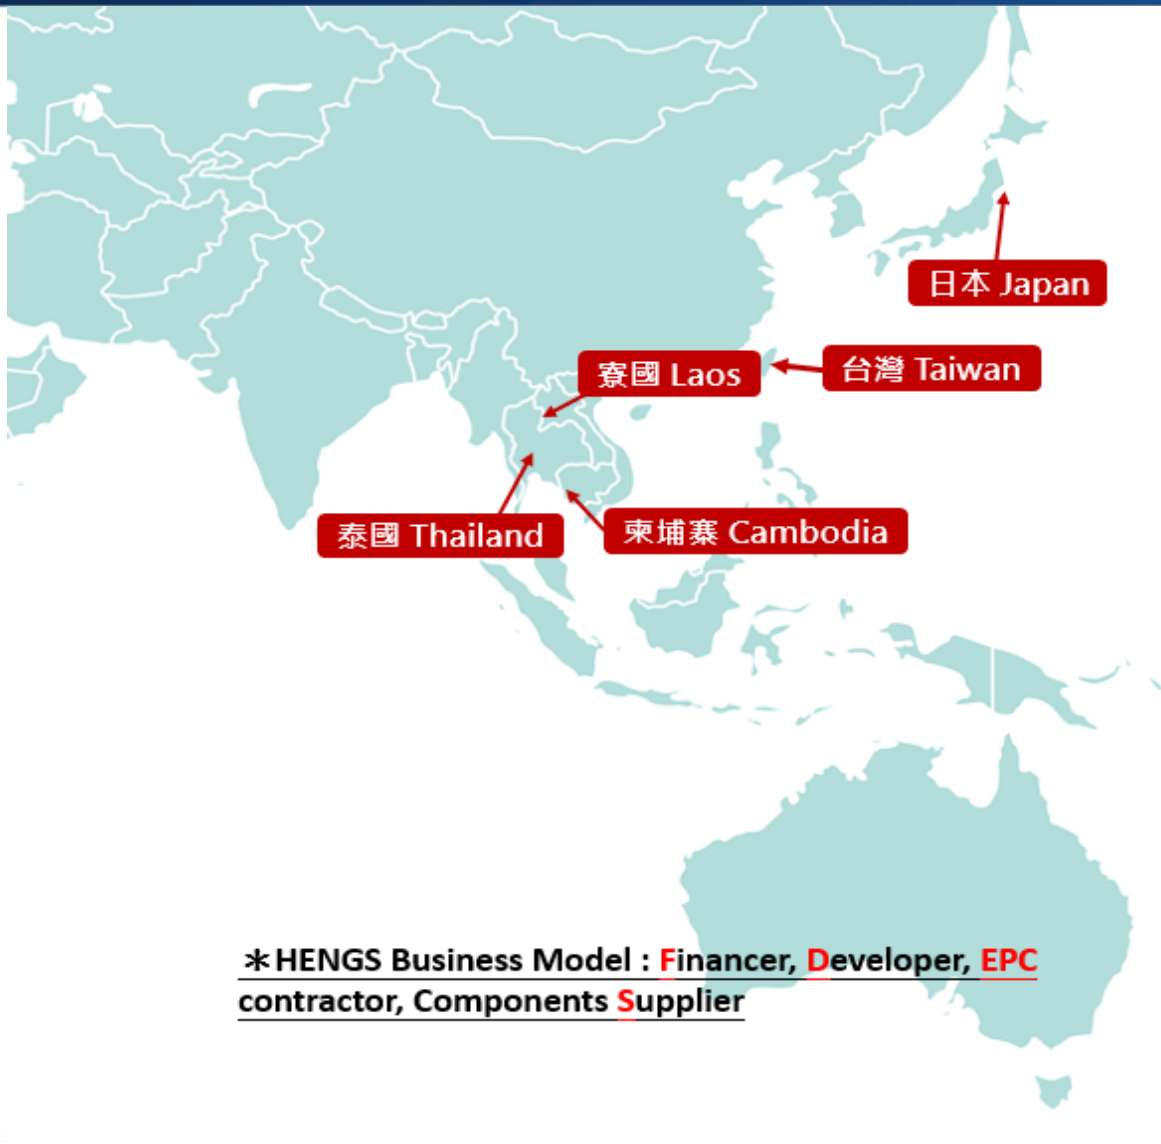 日本 Japan
寮國 Laos
台灣 Taiwan
泰國 Thailand
柬埔寨 Cambodia
＊HENGS Business Model : Financer, Developer, EPC
contractor, Components Supplier